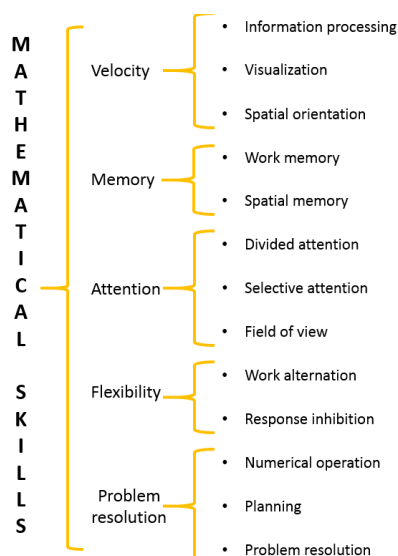 MATHEMATICAL SKILLS
Velocity
• Information processing
• Visualization
• Spatial orientation
Memory
• Work memory
• Spatial memory
Attention
• Divided attention
• Selective attention
• Field of view
Flexibility
• Work alternation
• Response inhibition
Problem
resolution
• Numerical operation
• Planning
• Problem resolution